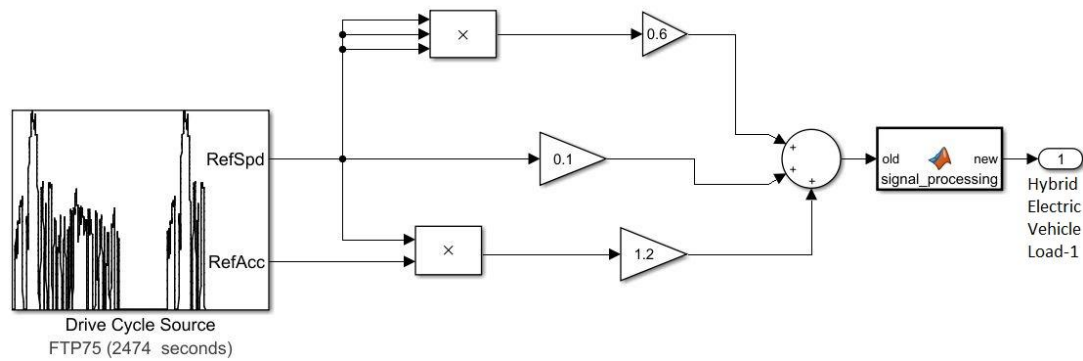 ×
0.6
RefSpd
0.1
+
+
+
old
new
signal_processing
1
Hybrid
Electric
Vehicle
Load-1
RefAcc
×
1.2
Drive Cycle Source
FTP75 (2474 seconds)